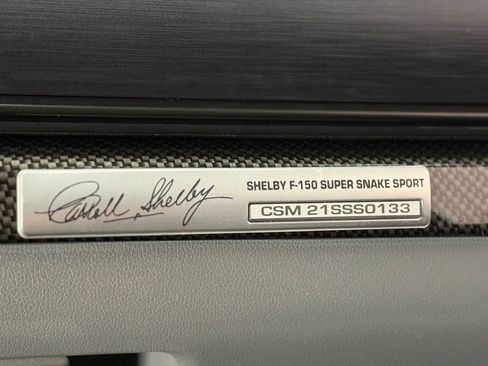 Carroll Shelby
SHELBY F-150 SUPER SNAKE SPORT
CSM 21SSS0133